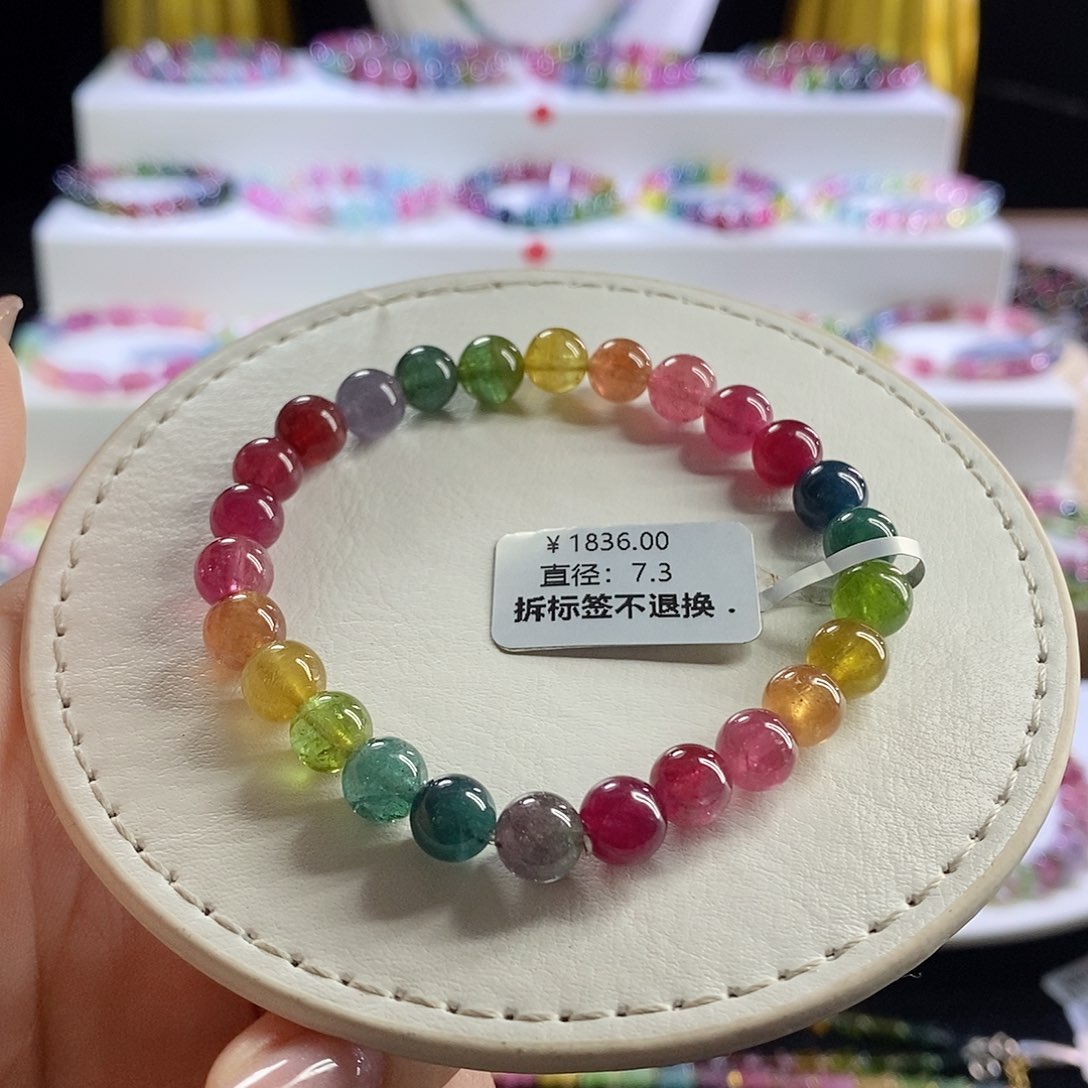 ¥ 1836.00
直径：7.3
拆标签不退换 .